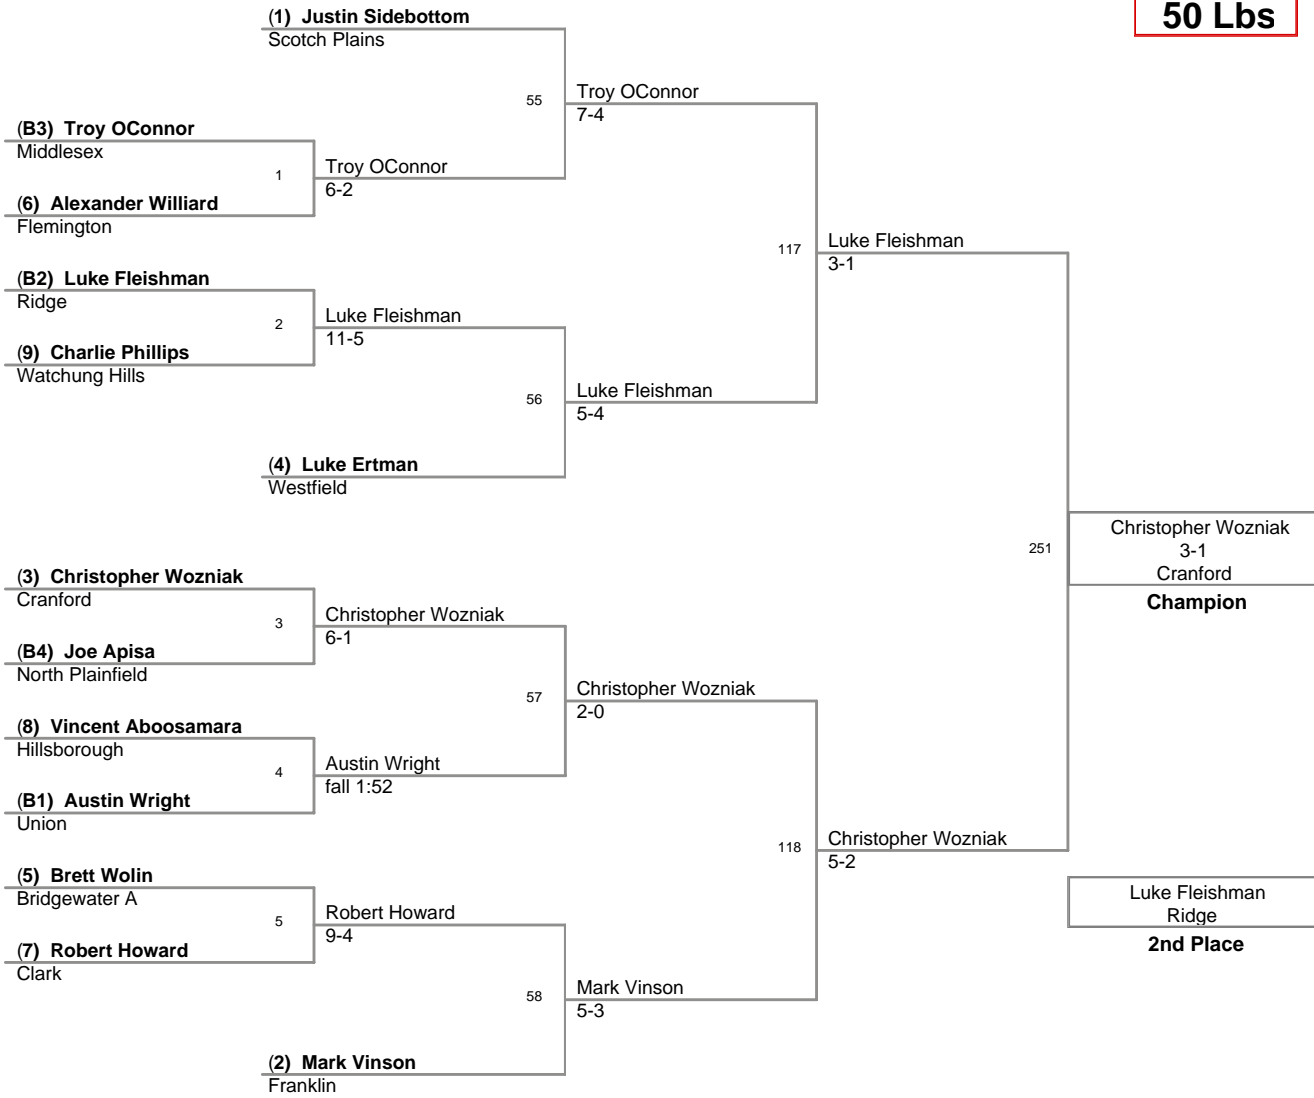 50 Lbs
(1) Justin Sidebottom
Scotch Plains
55
Troy OConnor
7-4
(B3) Troy OConnor
Middlesex
1
Troy OConnor
6-2
(6) Alexander Williard
Flemington
117
Luke Fleishman
3-1
(B2) Luke Fleishman
Ridge
2
Luke Fleishman
11-5
(9) Charlie Phillips
Watchung Hills
56
Luke Fleishman
5-4
(4) Luke Ertman
Westfield
251
Christopher Wozniak
3-1
Cranford
Champion
(3) Christopher Wozniak
Cranford
3
Christopher Wozniak
6-1
(B4) Joe Apisa
North Plainfield
57
Christopher Wozniak
2-0
(8) Vincent Aboosamara
Hillsborough
4
Austin Wright
fall 1:52
(B1) Austin Wright
Union
118
Christopher Wozniak
5-2
(5) Brett Wolin
Bridgewater A
5
Robert Howard
9-4
(7) Robert Howard
Clark
58
Mark Vinson
5-3
(2) Mark Vinson
Franklin
Luke Fleishman
Ridge
2nd Place